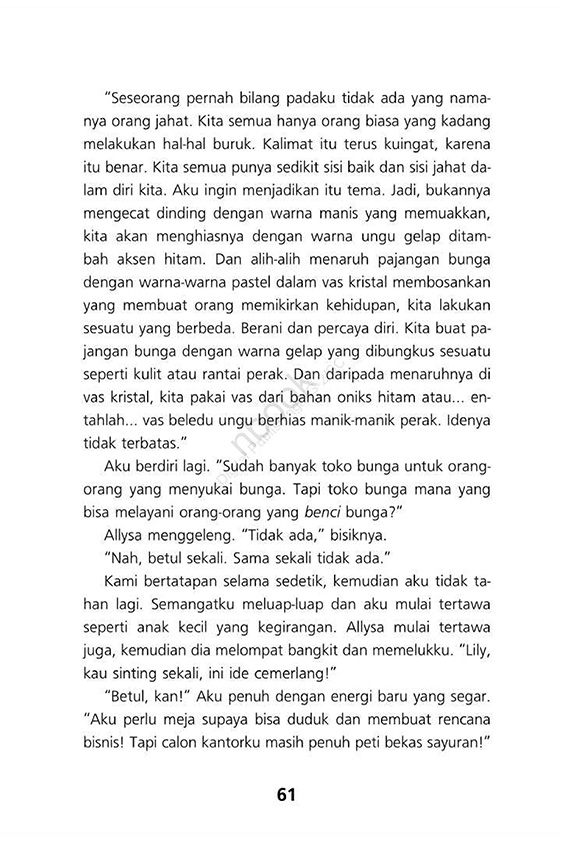 “Seseorang pernah bilang padaku tidak ada yang nama-
nya orang jahat. Kita semua hanya orang biasa yang kadang
melakukan hal-hal buruk. Kalimat itu terus kuingat, karena
itu benar. Kita semua punya sedikit sisi baik dan sisi jahat da-
lam diri kita. Aku ingin menjadikan itu tema. Jadi, bukannya
mengecat dinding dengan warna manis yang memuakkan,
kita akan menghiasnya dengan warna ungu gelap ditam-
bah aksen hitam. Dan alih-alih menaruh pajangan bunga
dengan warna-warna pastel dalam vas kristal membosankan
yang membuat orang memikirkan kehidupan, kita lakukan
sesuatu yang berbeda. Berani dan percaya diri. Kita buat pa-
jangan bunga dengan warna gelap yang dibungkus sesuatu
seperti kulit atau rantai perak. Dan daripada menaruhnya di
vas kristal, kita pakai vas dari bahan oniks hitam atau... en-
tahlah... vas beledu ungu berhias manik-manik perak. Idenya
tidak terbatas.”
Aku berdiri lagi. “Sudah banyak toko bunga untuk orang-
orang yang menyukai bunga. Tapi toko bunga mana yang
bisa melayani orang-orang yang benci bunga?”
Allysa menggeleng. “Tidak ada,” bisiknya.
“Nah, betul sekali. Sama sekali tidak ada.”
Kami bertatapan selama sedetik, kemudian aku tidak ta-
han lagi. Semangatku meluap-luap dan aku mulai tertawa
seperti anak kecil yang kegirangan. Allysa mulai tertawa
juga, kemudian dia melompat bangkit dan memelukku. “Lily,
kau sinting sekali, ini ide cemerlang!”
“Betul, kan!” Aku penuh dengan energi baru yang segar.
“Aku perlu meja supaya bisa duduk dan membuat rencana
bisnis! Tapi calon kantorku masih penuh peti bekas sayuran!”
61